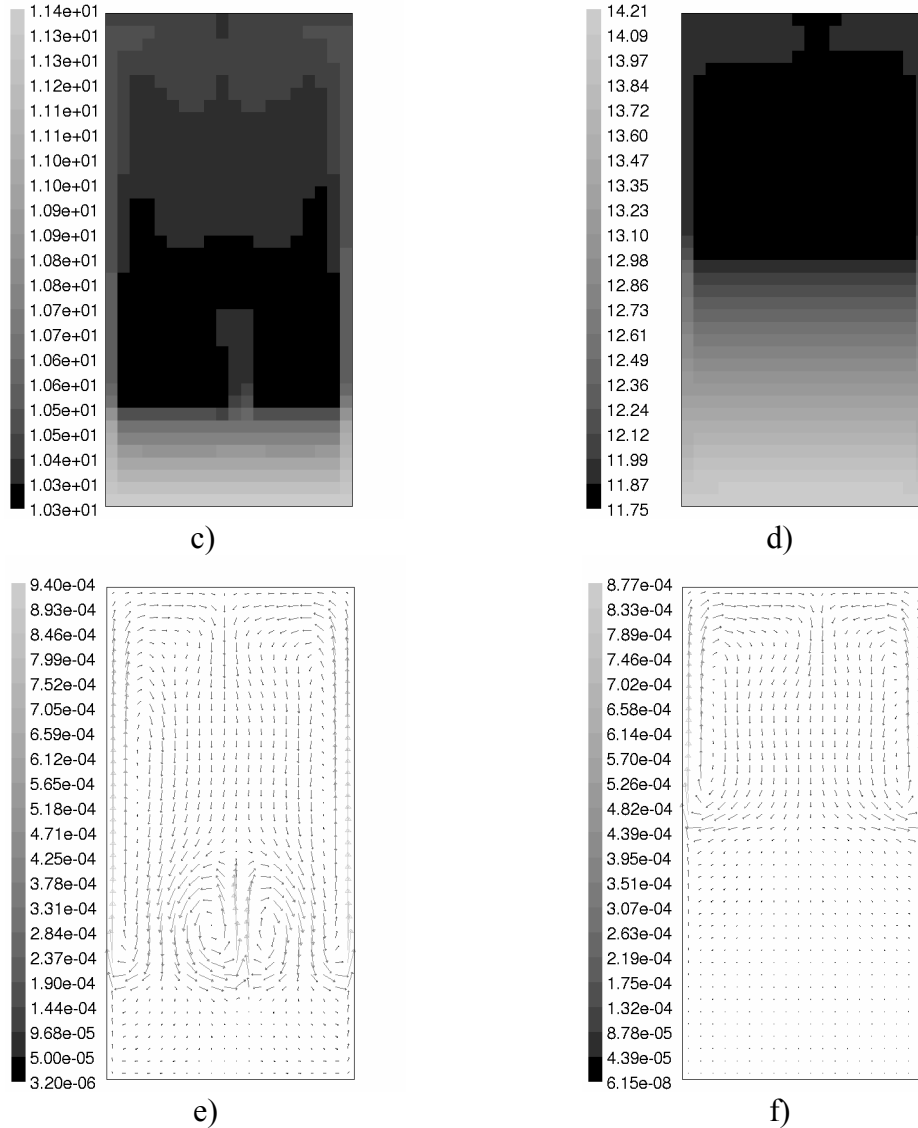 1.14e+01
1.13e+01
1.13e+01
1.12e+01
1.11e+01
1.11e+01
1.10e+01
1.10e+01
1.09e+01
1.09e+01
1.08e+01
1.08e+01
1.07e+01
1.07e+01
1.06e+01
1.06e+01
1.05e+01
1.05e+01
1.04e+01
1.03e+01
1.03e+01
c)
14.21
14.09
13.97
13.84
13.72
13.60
13.47
13.35
13.23
13.10
12.98
12.86
12.73
12.61
12.49
12.36
12.24
12.12
11.99
11.87
11.75
d)
9.40e-04
8.93e-04
8.46e-04
7.99e-04
7.52e-04
7.05e-04
6.59e-04
6.12e-04
5.65e-04
5.18e-04
4.71e-04
4.25e-04
3.78e-04
3.31e-04
2.84e-04
2.37e-04
1.90e-04
1.44e-04
9.68e-05
5.00e-05
3.20e-06
e)
8.77e-04
8.33e-04
7.89e-04
7.46e-04
7.02e-04
6.58e-04
6.14e-04
5.70e-04
5.26e-04
4.82e-04
4.39e-04
3.95e-04
3.51e-04
3.07e-04
2.63e-04
2.19e-04
1.75e-04
1.32e-04
8.78e-05
4.39e-05
6.15e-08
f)